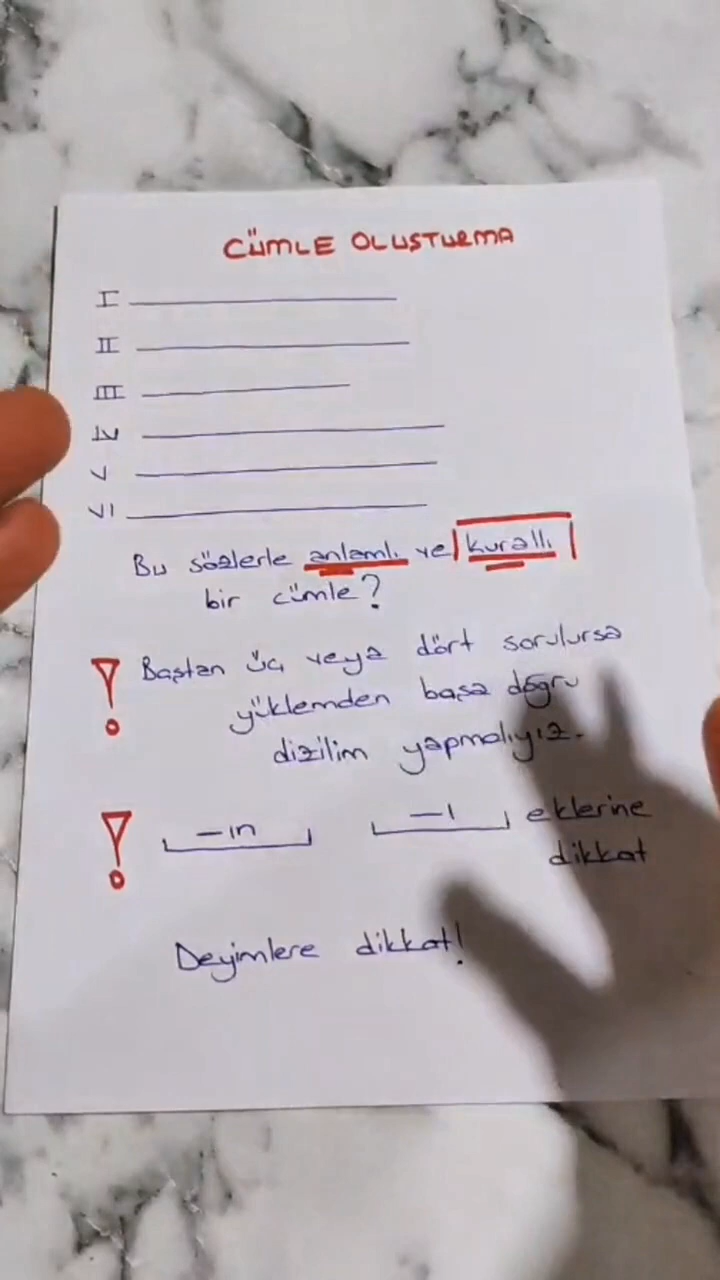 CÜMLE OLUŞTURMA
I
II
III
IV
V
VI
Bu sözlerle anlamlı ve kurallı
bir cümle?
! Baştan üç veya dört sorulursa
yüklemden başa doğru
dizilim yapmalıyız.
! -ın -ı eklerine
dikkat
Deyimlere dikkat!